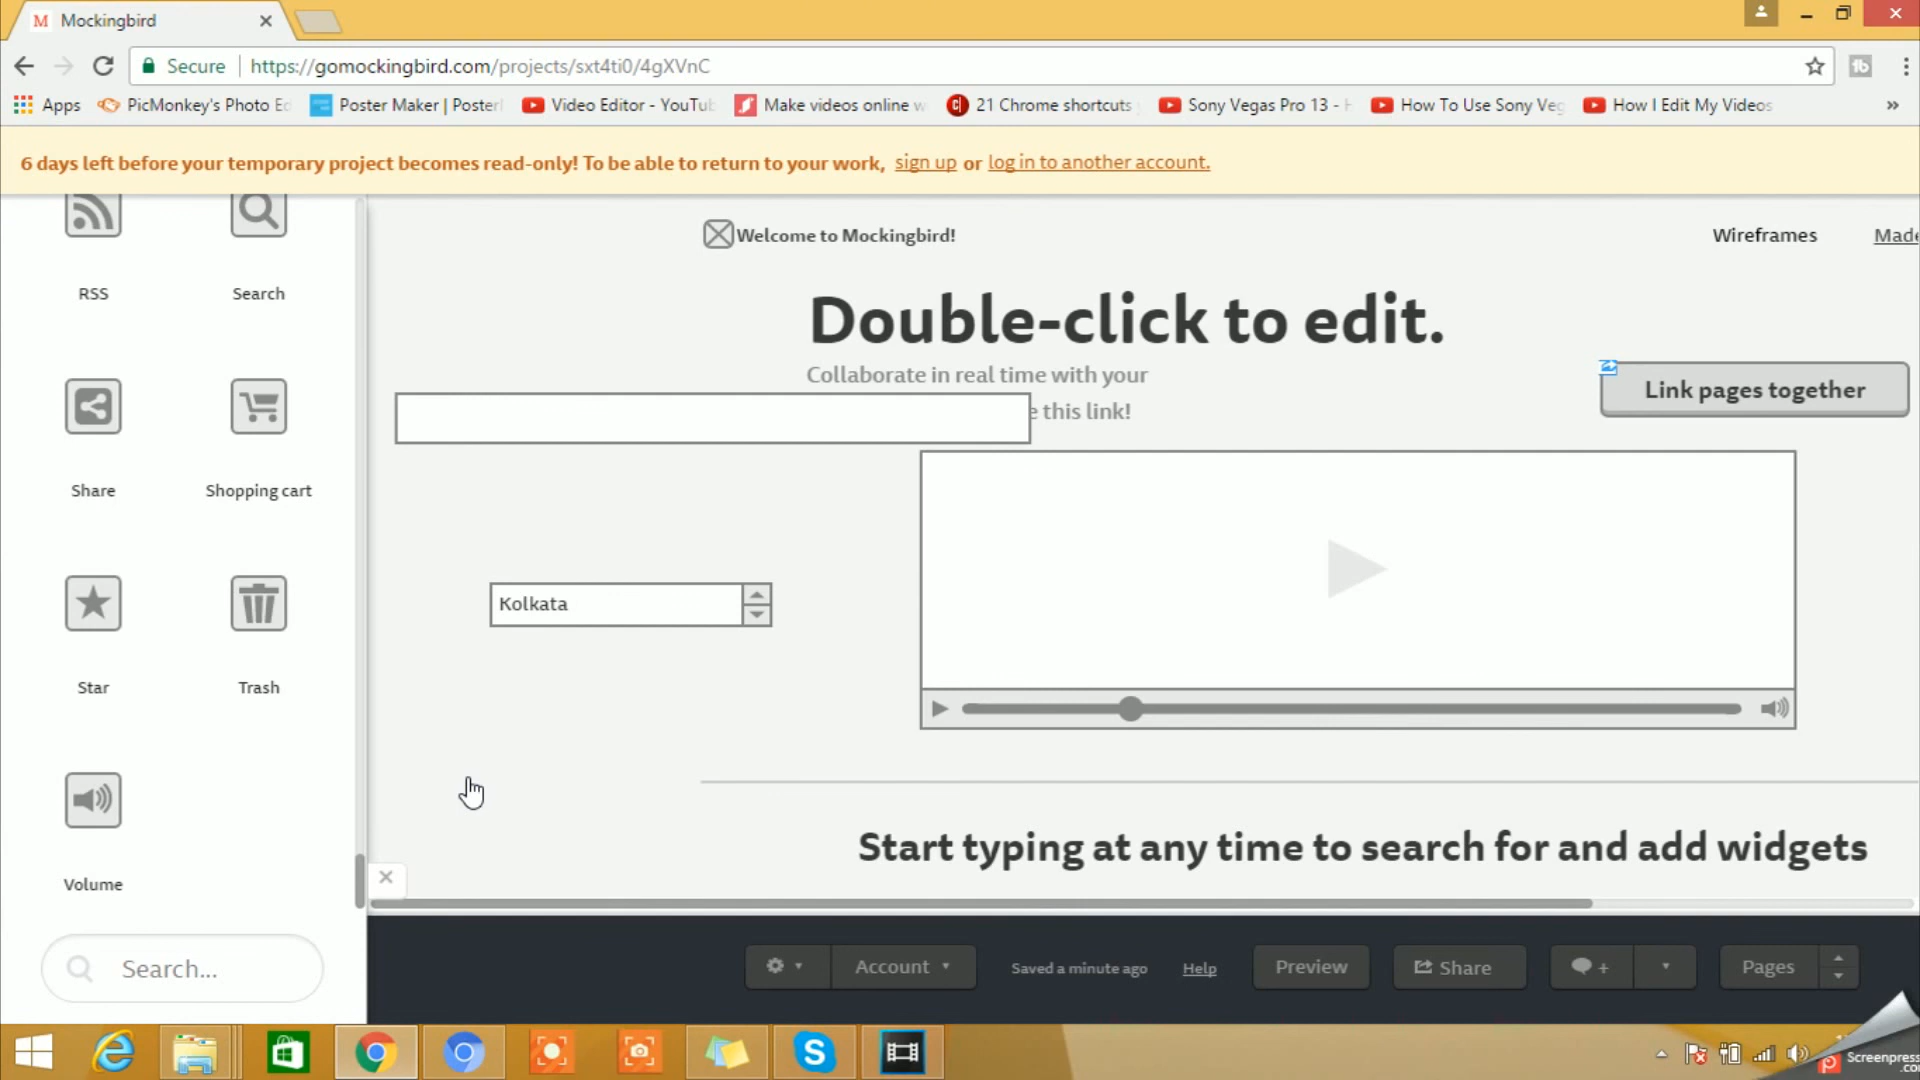 Mockingbird
Secure https://gomockingbird.com/projects/sxt4ti0/4gXVnC
Apps PicMonkey's Photo Ed Poster Maker | Poster Video Editor - YouTub Make videos online w 21 Chrome shortcuts Sony Vegas Pro 13 - How To Use Sony Veg How I Edit My Videos »
6 days left before your temporary project becomes read-only! To be able to return to your work, sign up or log in to another account.
Welcome to Mockingbird! Wireframes Made
RSS Search
Double-click to edit.
Collaborate in real time with your
e this link!
Link pages together
Share Shopping cart
Kolkata
Star Trash
Start typing at any time to search for and add widgets
Volume
Search...
Account Saved a minute ago Help Preview Share + Pages
Screenpress
.co